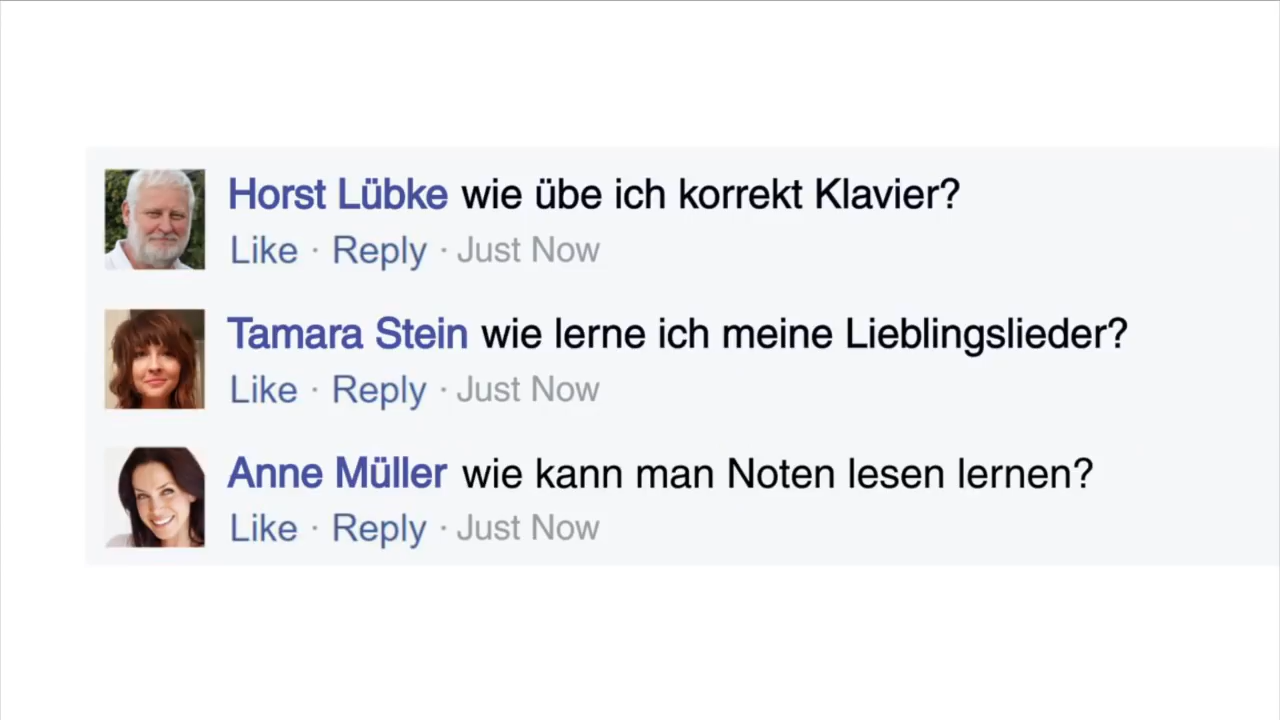 Horst Lübke wie übe ich korrekt Klavier?
Like · Reply · Just Now
Tamara Stein wie lerne ich meine Lieblingslieder?
Like · Reply · Just Now
Anne Müller wie kann man Noten lesen lernen?
Like · Reply · Just Now